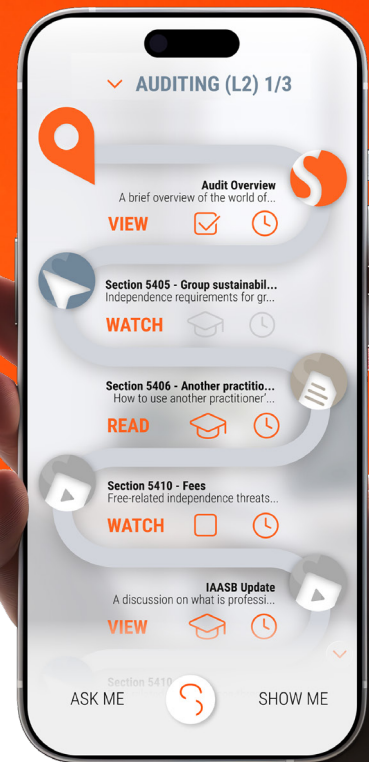 AUDITING (L2) 1/3
Audit Overview
A brief overview of the world of...
VIEW
Section 5405 - Group sustainabil...
Independence requirements for gr...
WATCH
Section 5406 - Another practitio...
How to use another practitioner'...
READ
Section 5410 - Fees
Free-related independence threats...
WATCH
IAASB Update
A discussion on what is professi...
VIEW
Section 5410
ASK ME
SHOW ME